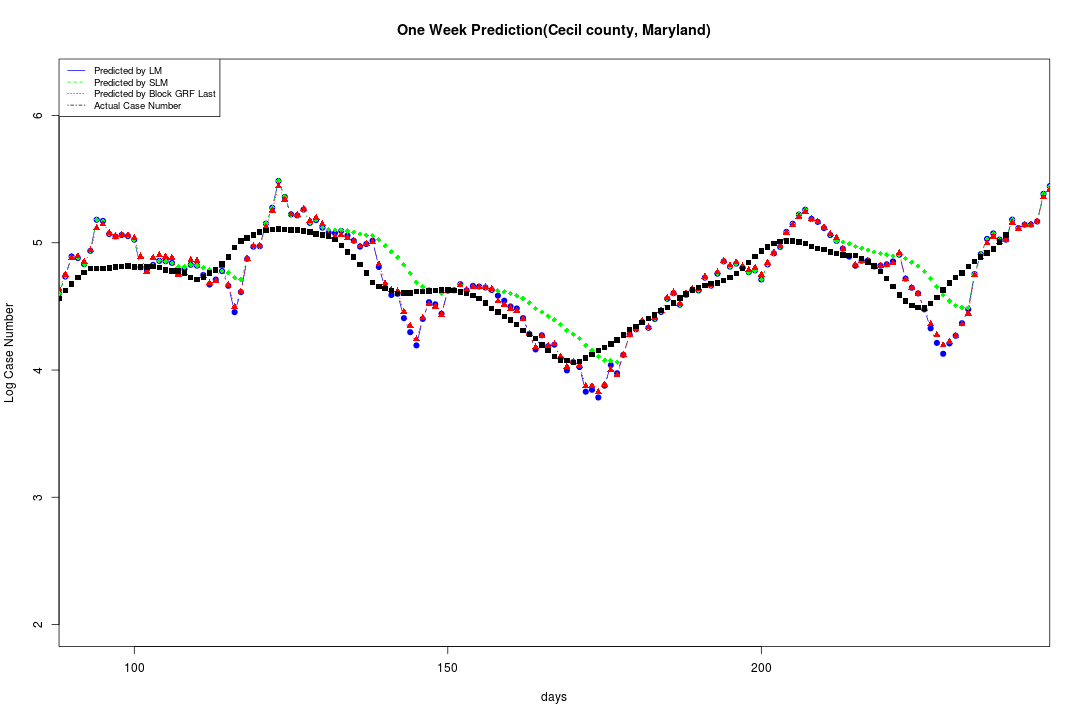 One Week Prediction(Cecil county, Maryland)
Predicted by LM
Predicted by SLM
Predicted by Block GRF Last
Actual Case Number
6
5
4
3
2
Log Case Number
100
150
200
days